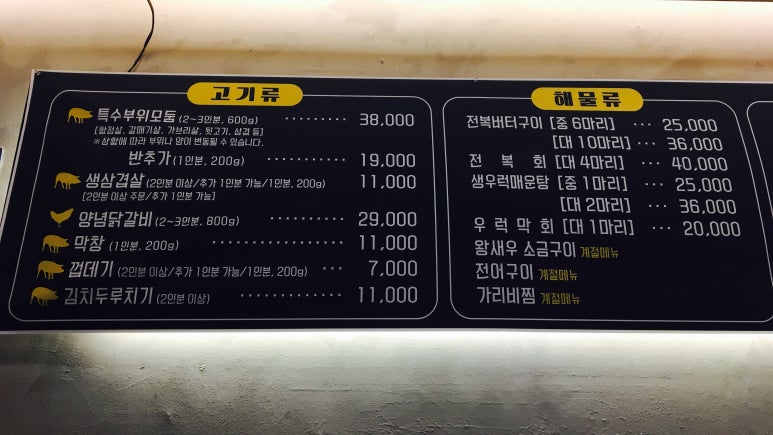 고기류
특수부위모둠(2~3인분, 600g) ········· 38,000
[항정살, 갈매기살, 가브리살, 뒷고기, 삼겹 등]
※ 상황에 따라 부위나 양이 변동될 수 있습니다.
반추가(1인분, 200g) ·········· 19,000
생삼겹살(2인분 이상/추가 1인분 가능/1인분, 200g) 11,000
[2인분 이상 주문/추가 1인분 가능]
양념닭갈비(2~3인분, 800g) ··········· 29,000
막창 (1인분, 200g) ·············· 11,000
껍데기 (2인분 이상/추가 1인분 가능/1인분, 200g) ··· 7,000
김치두루치기 (2인분 이상) ·············· 11,000
해물류
전복버터구이 [중 6마리] ··· 25,000
[대 10마리] ··· 36,000
전 복 회 [대 4마리] ··· 40,000
생우럭매운탕 [중 1마리] ··· 25,000
[대 2마리] ··· 36,000
우 럭 막 회 [대 1마리] ··· 20,000
왕새우 소금구이 계절메뉴
전어구이 계절메뉴
가리비찜 계절메뉴